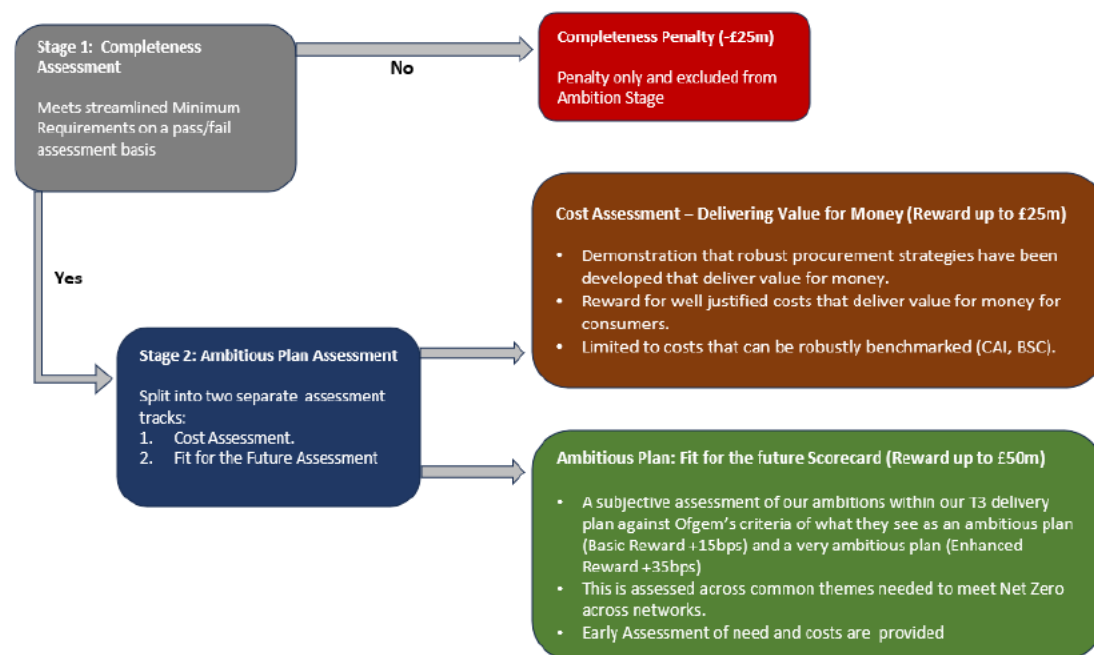 Stage 1: Completeness
Assessment
Meets streamlined Minimum
Requirements on a pass/fail
assessment basis
No
Completeness Penalty (-£25m)
Penalty only and excluded from
Ambition Stage
Yes
Stage 2: Ambitious Plan Assessment
Split into two separate assessment
tracks:
1. Cost Assessment.
2. Fit for the Future Assessment
Cost Assessment – Delivering Value for Money (Reward up to £25m)
• Demonstration that robust procurement strategies have been
developed that deliver value for money.
• Reward for well justified costs that deliver value for money for
consumers.
• Limited to costs that can be robustly benchmarked (CAI, BSC).
Ambitious Plan: Fit for the future Scorecard (Reward up to £50m)
• A subjective assessment of our ambitions within our T3 delivery
plan against Ofgem's criteria of what they see as an ambitious plan
(Basic Reward +15bps) and a very ambitious plan (Enhanced
Reward +35bps)
• This is assessed across common themes needed to meet Net Zero
across networks.
• Early Assessment of need and costs are provided